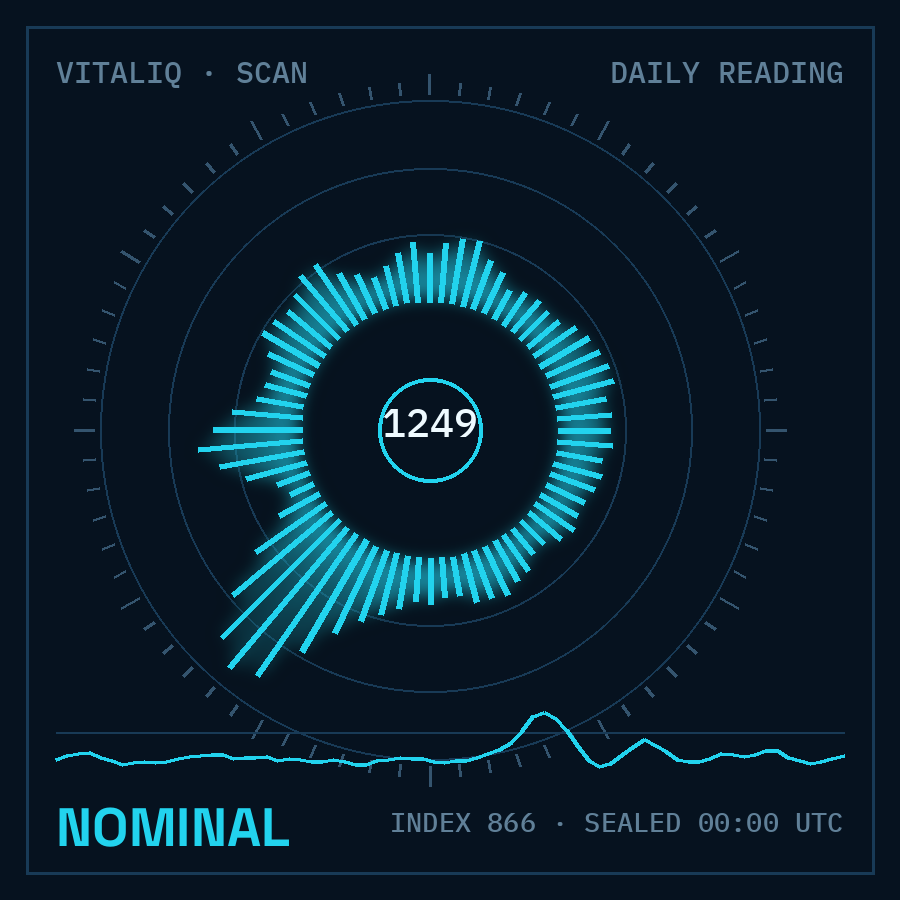 VITALIQ · SCAN
DAILY READING
1249
NOMINAL
INDEX 866 · SEALED 00:00 UTC